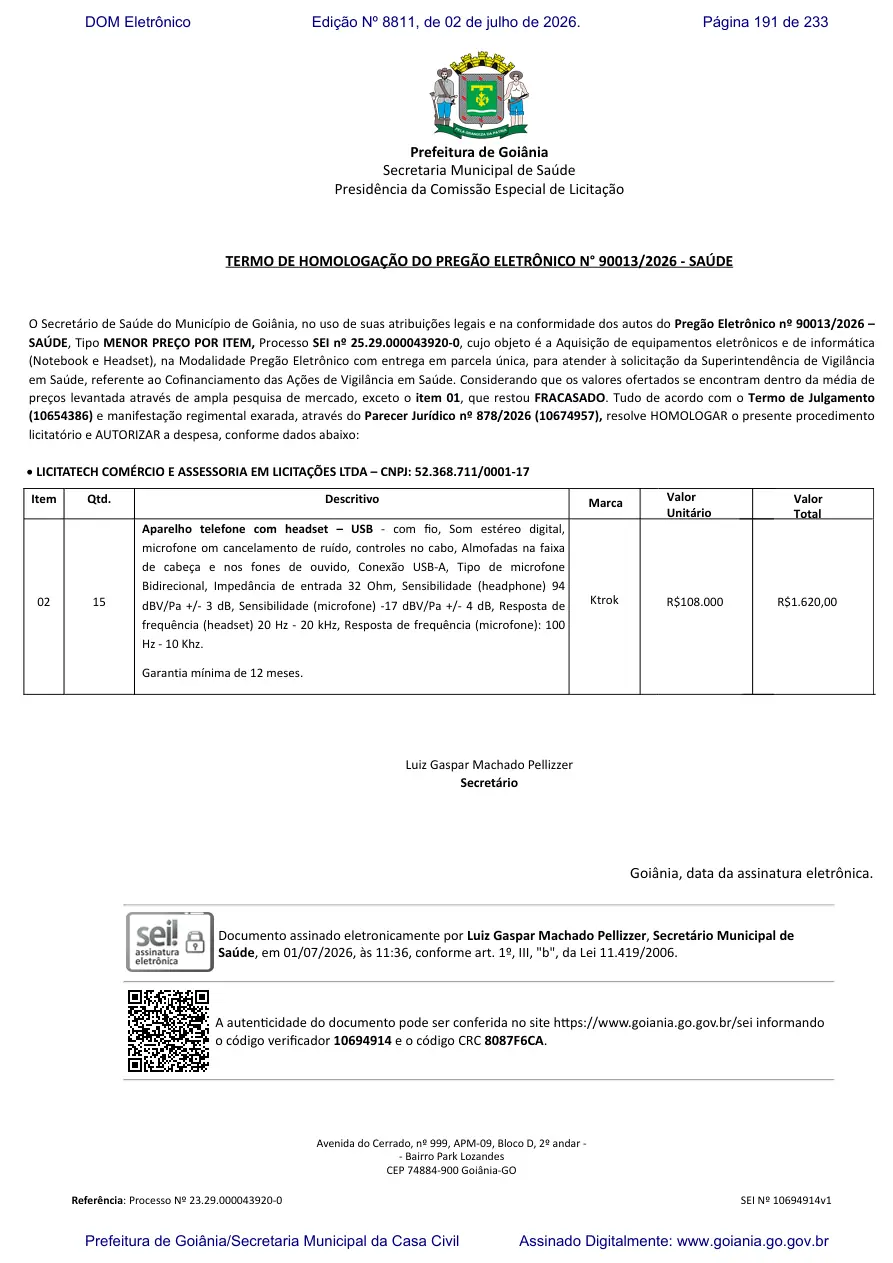 DOM Eletrônico Edição Nº 8811, de 02 de julho de 2026. Página 191 de 233
PELA GRANDEZA DA PÁTRIA
Prefeitura de Goiânia
Secretaria Municipal de Saúde
Presidência da Comissão Especial de Licitação
TERMO DE HOMOLOGAÇÃO DO PREGÃO ELETRÔNICO N° 90013/2026 - SAÚDE
O Secretário de Saúde do Município de Goiânia, no uso de suas atribuições legais e na conformidade dos autos do Pregão Eletrônico nº 90013/2026 –
SAÚDE, Tipo MENOR PREÇO POR ITEM, Processo SEI nº 25.29.000043920-0, cujo objeto é a Aquisição de equipamentos eletrônicos e de informática
(Notebook e Headset), na Modalidade Pregão Eletrônico com entrega em parcela única, para atender à solicitação da Superintendência de Vigilância
em Saúde, referente ao Cofinanciamento das Ações de Vigilância em Saúde. Considerando que os valores ofertados se encontram dentro da média de
preços levantada através de ampla pesquisa de mercado, exceto o item 01, que restou FRACASADO. Tudo de acordo com o Termo de Julgamento
(10654386) e manifestação regimental exarada, através do Parecer Jurídico nº 878/2026 (10674957), resolve HOMOLOGAR o presente procedimento
licitatório e AUTORIZAR a despesa, conforme dados abaixo:
• LICITATECH COMÉRCIO E ASSESSORIA EM LICITAÇÕES LTDA – CNPJ: 52.368.711/0001-17
Item Qtd. Descritivo Marca Valor Unitário Valor Total
02 15 Aparelho telefone com headset – USB - com fio, Som estéreo digital,
microfone om cancelamento de ruído, controles no cabo, Almofadas na faixa
de cabeça e nos fones de ouvido, Conexão USB-A, Tipo de microfone
Bidirecional, Impedância de entrada 32 Ohm, Sensibilidade (headphone) 94
dBV/Pa +/- 3 dB, Sensibilidade (microfone) -17 dBV/Pa +/- 4 dB, Resposta de
frequência (headset) 20 Hz - 20 kHz, Resposta de frequência (microfone): 100
Hz - 10 Khz.
Garantia mínima de 12 meses.
Ktrok R$108.000 R$1.620,00
Luiz Gaspar Machado Pellizzer
Secretário
Goiânia, data da assinatura eletrônica.
sei!
assinatura
eletrônica
Documento assinado eletronicamente por Luiz Gaspar Machado Pellizzer, Secretário Municipal de
Saúde, em 01/07/2026, às 11:36, conforme art. 1º, III, "b", da Lei 11.419/2006.
A autenticidade do documento pode ser conferida no site https://www.goiania.go.gov.br/sei informando
o código verificador 10694914 e o código CRC 8087F6CA.
Avenida do Cerrado, nº 999, APM-09, Bloco D, 2º andar -
- Bairro Park Lozandes
CEP 74884-900 Goiânia-GO
Referência: Processo Nº 23.29.000043920-0 SEI Nº 10694914v1
Prefeitura de Goiânia/Secretaria Municipal da Casa Civil Assinado Digitalmente: www.goiania.go.gov.br